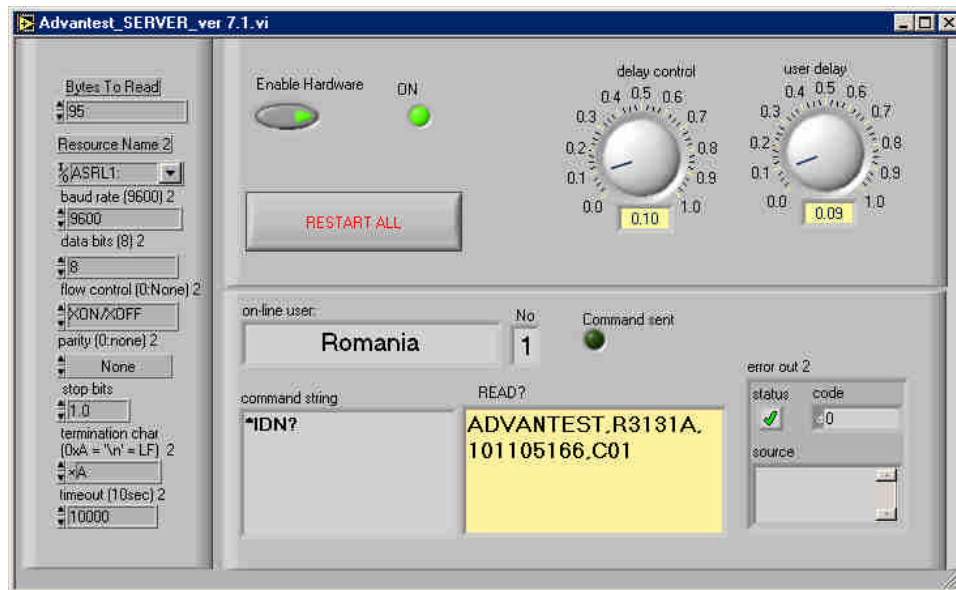 Advantest_SERVER_ver 7.1.vi
Bytes To Read
95
Resource Name 2
ASRL1:
baud rate (9600) 2
9600
data bits (8) 2
8
flow control (0:None) 2
XON/XOFF
parity (0:none) 2
None
stop bits
1.0
termination char
(0xA = '\n' = LF) 2
xA
timeout (10sec) 2
10000
Enable Hardware
ON
RESTART ALL
delay control
0.0 0.1 0.2 0.3 0.4 0.5 0.6 0.7 0.8 0.9 1.0
0.10
user delay
0.0 0.1 0.2 0.3 0.4 0.5 0.6 0.7 0.8 0.9 1.0
0.09
on-line user:
Romania
No
1
Command sent
command string
*IDN?
READ?
ADVANTEST,R3131A,
101105166,C01
error out 2
status
code
0
source